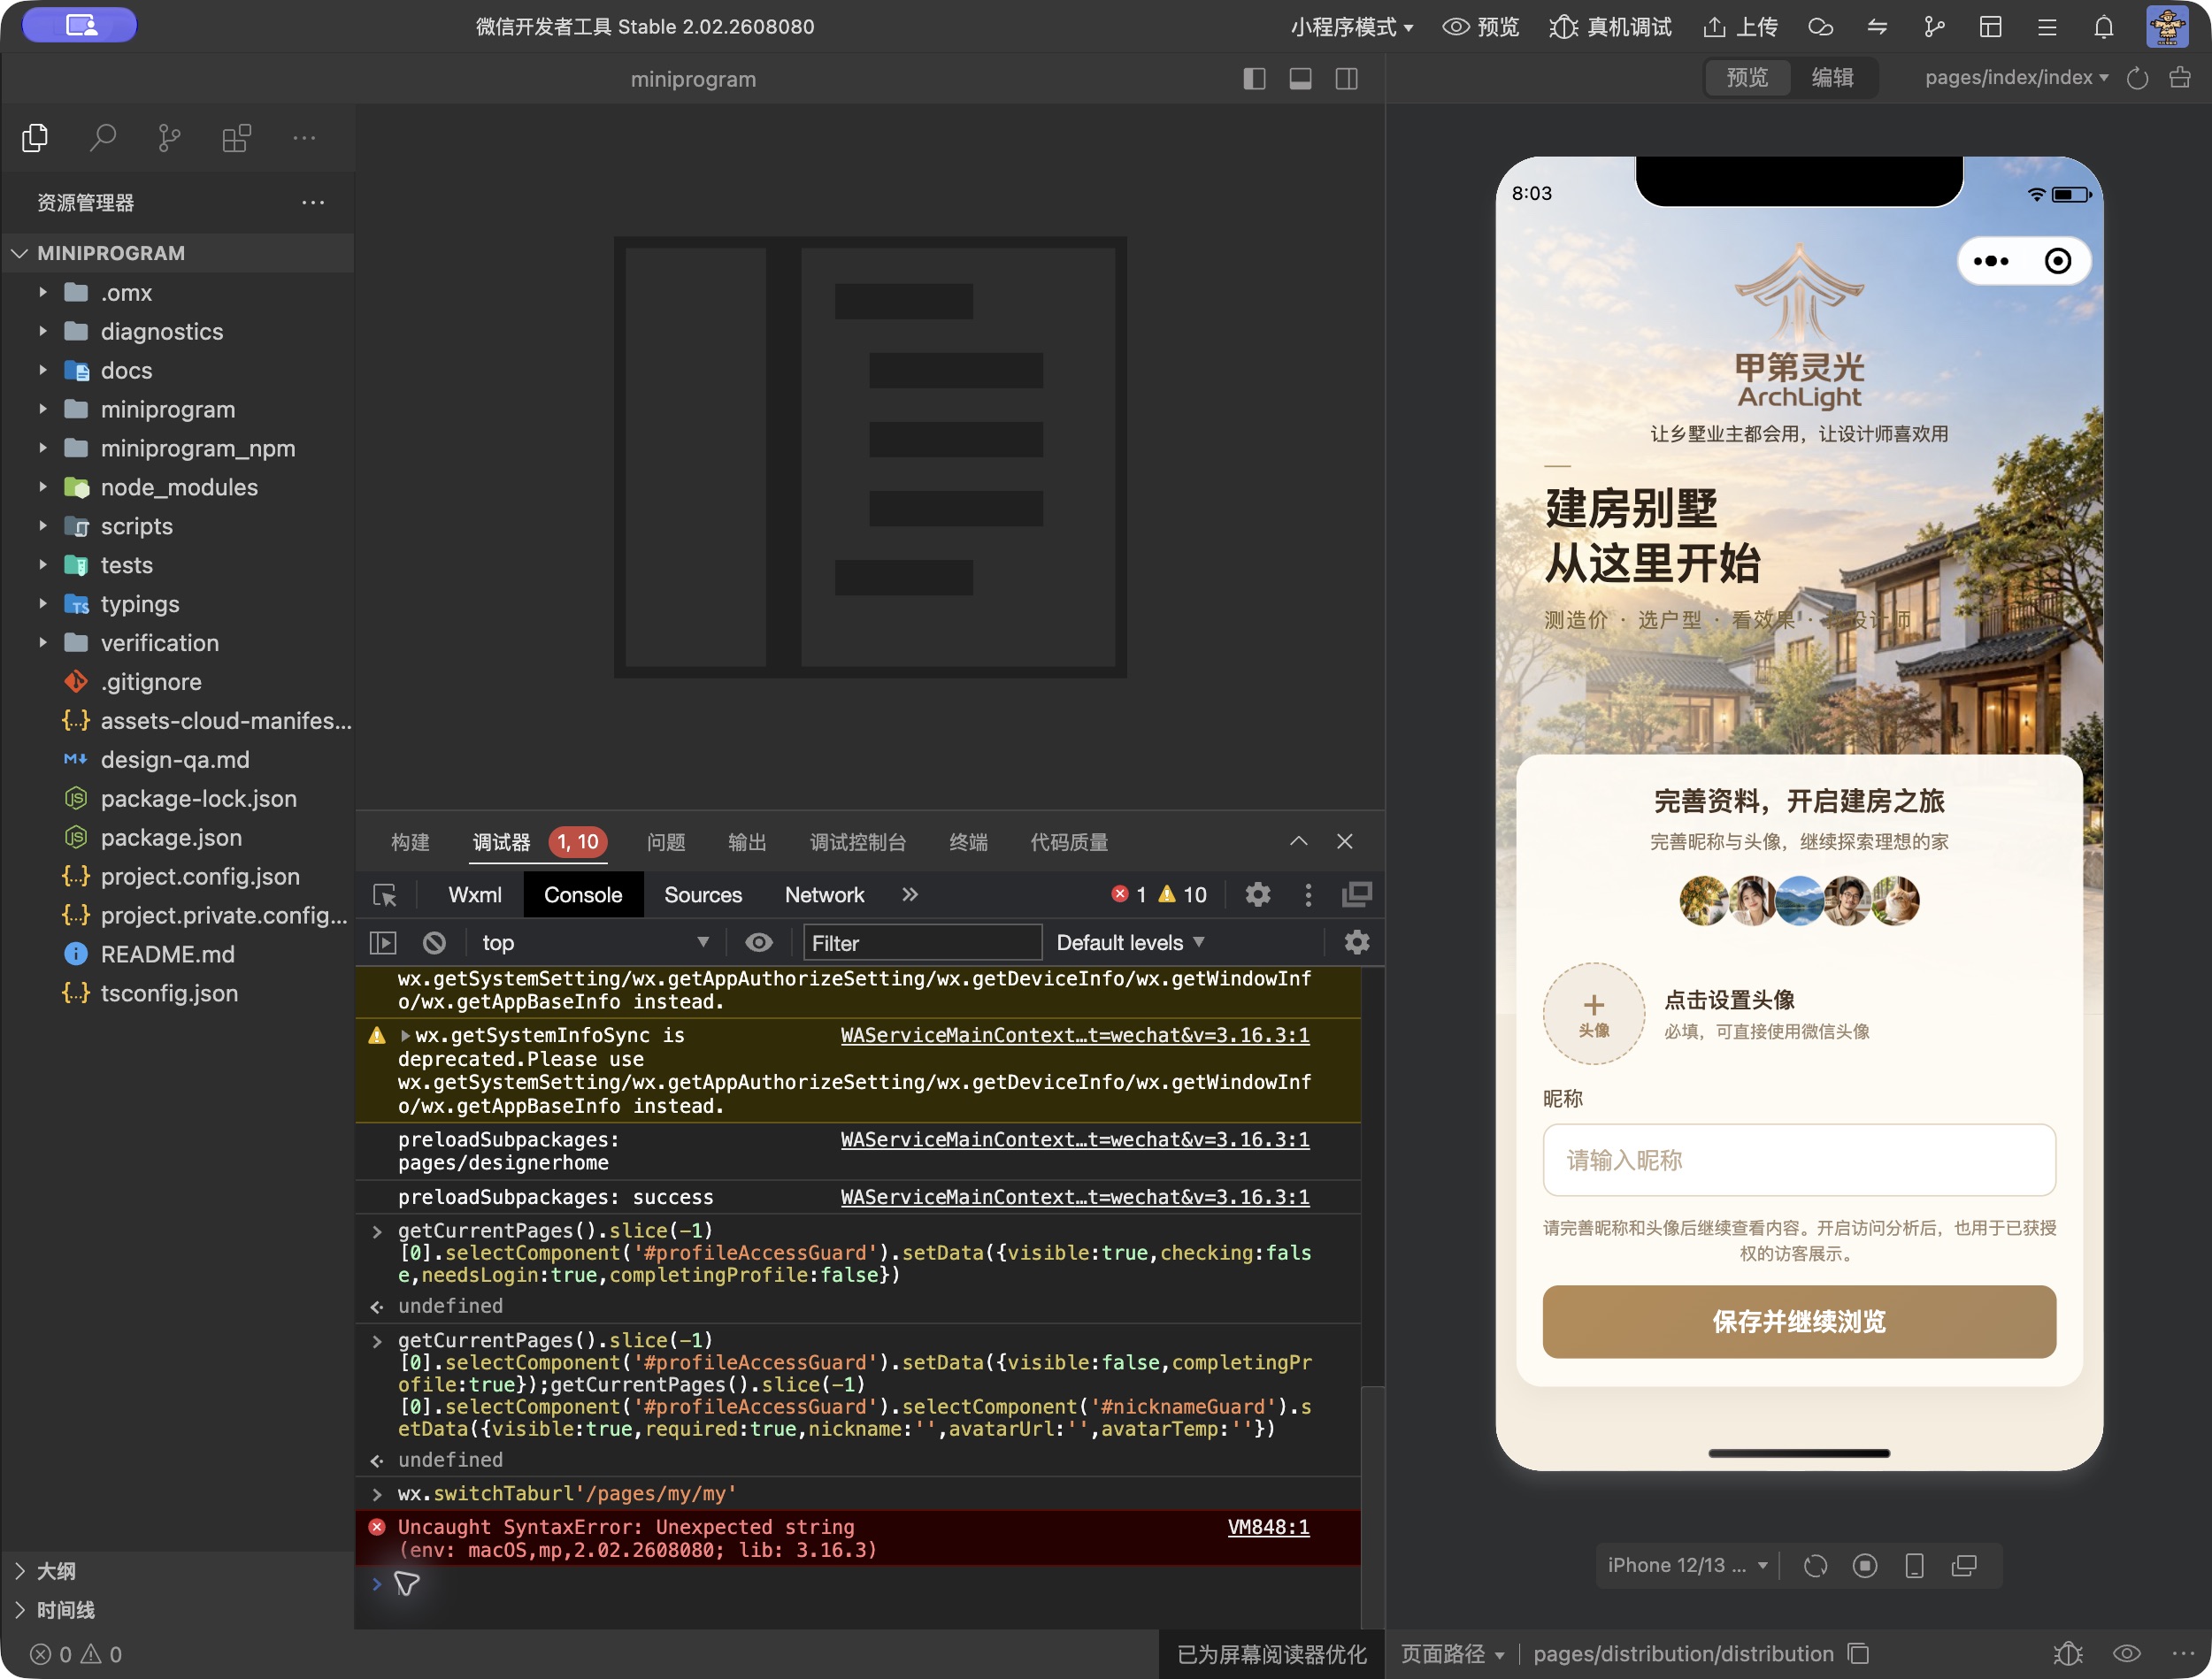 微信开发者工具 Stable 2.02.2608080
小程序模式
预览
真机调试
上传
miniprogram
预览
编辑
pages/index/index
资源管理器
MINIPROGRAM
.omx
diagnostics
docs
miniprogram
miniprogram_npm
node_modules
scripts
tests
typings
verification
.gitignore
assets-cloud-manifes...
design-qa.md
package-lock.json
package.json
project.config.json
project.private.config...
README.md
tsconfig.json
大纲
时间线
0
0
构建
调试器
1, 10
问题
输出
调试控制台
终端
代码质量
Wxml
Console
Sources
Network
1
10
top
Filter
Default levels
wx.getSystemSetting/wx.getAppAuthorizeSetting/wx.getDeviceInfo/wx.getWindowInf
o/wx.getAppBaseInfo instead.
wx.getSystemInfoSync is WAServiceMainContext…t=wechat&v=3.16.3:1
deprecated.Please use
wx.getSystemSetting/wx.getAppAuthorizeSetting/wx.getDeviceInfo/wx.getWindowInf
o/wx.getAppBaseInfo instead.
preloadSubpackages: WAServiceMainContext…t=wechat&v=3.16.3:1
pages/designerhome
preloadSubpackages: success WAServiceMainContext…t=wechat&v=3.16.3:1
getCurrentPages().slice(-1)
[0].selectComponent('#profileAccessGuard').setData({visible:true,checking:fals
e,needsLogin:true,completingProfile:false})
undefined
getCurrentPages().slice(-1)
[0].selectComponent('#profileAccessGuard').setData({visible:false,completingPr
ofile:true});getCurrentPages().slice(-1)
[0].selectComponent('#profileAccessGuard').selectComponent('#nicknameGuard').s
etData({visible:true,required:true,nickname:'',avatarUrl:'',avatarTemp:''})
undefined
wx.switchTaburl'/pages/my/my'
Uncaught SyntaxError: Unexpected string VM848:1
(env: macOS,mp,2.02.2608080; lib: 3.16.3)
已为屏幕阅读器优化
8:03
甲第灵光
ArchLight
让乡墅业主都会用，让设计师喜欢用
建房别墅
从这里开始
测造价 · 选户型 · 看效果 · 设计师
完善资料，开启建房之旅
完善昵称与头像，继续探索理想的家
头像
点击设置头像
必填，可直接使用微信头像
昵称
请输入昵称
请完善昵称和头像后继续查看内容。开启访问分析后，也用于已获授
权的访客展示。
保存并继续浏览
iPhone 12/13 ...
页面路径
pages/distribution/distribution